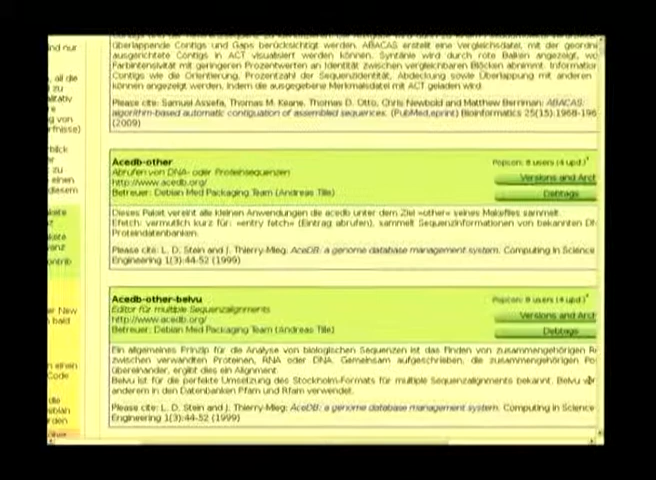 ind nur
überlappende Contigs und Gaps berücksichtigt werden. ABACAS erstellt eine Vergleichsdatei, mit der geordne
ausgerichtete Contigs in ACT visualisiert werden können. Syntänie wird durch rote Balken angezeigt, wo
Farbintensivität mit geringeren Prozentwerten an Identität zwischen vergleichbaren Blöcken abnimmt. Information
Contigs wie die Orientierung, Prozentzahl der Sequenzidentität, Abdeckung sowie Überlappung mit anderen
können angezeigt werden, indem die ausgegebene Merkmalsdatei mit ACT geladen wird.
Please cite: Samuel Assefa, Thomas M. Keane, Thomas D. Otto, Chris Newbold and Matthew Berriman: ABACAS:
algorithm-based automatic contiguation of assembled sequences. (PubMed,eprint) Bioinformatics 25(15):1968-196
(2009)
Acedb-other
Popcon: 8 users (4 upd.)*
Abrufen von DNA- oder Proteinsequenzen
http://www.acedb.org/
Versions and Arch
Betreuer: Debian Med Packaging Team (Andreas Tille)
Debtags
Dieses Paket vereint alle kleinen Anwendungen die acedb unter dem Ziel »other« seines Makefiles sammelt.
Efetch: vermutlich kurz für: »entry fetch« (Eintrag abrufen), sammelt Sequenzinformationen von bekannten DN
Proteindatenbanken.
Please cite: L. D. Stein and J. Thierry-Mieg: AceDB: a genome database management system. Computing in Science
Engineering 1(3):44-52 (1999)
Acedb-other-belvu
Popcon: 8 users (4 upd.)*
Editor für multiple Sequenzalignments
http://www.acedb.org/
Versions and Arch
Betreuer: Debian Med Packaging Team (Andreas Tille)
Debtags
Ein allgemeines Prinzip für die Analyse von biologischen Sequenzen ist das Finden von zusammengehörigen R
zwischen verwandten Proteinen, RNA oder DNA. Gemeinsam aufgeschrieben, die zusammengehörigen Po
übereinander, ergibt dies ein Alignment.
Belvu ist für die perfekte Umsetzung des Stockholm-Formats für multiple Sequenzalignments bekannt. Belvu
anderem in den Datenbanken Pfam und Rfam verwendet.
Please cite: L. D. Stein and J. Thierry-Mieg: AceDB: a genome database management system. Computing in Science
Engineering 1(3):44-52 (1999)